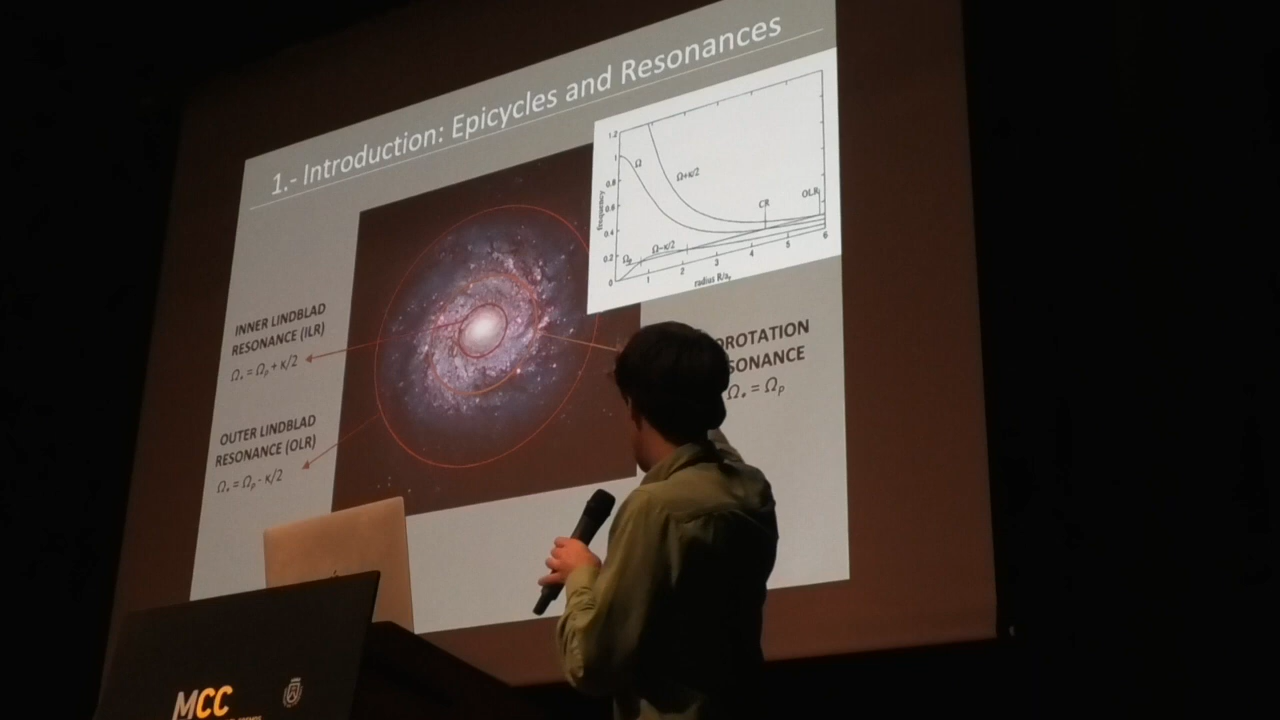 1.- Introduction: Epicycles and Resonances
1.2
1
0.8
0.6
0.4
0.2
0
frequency
Ω
Ω+κ/2
CR
OLR
Ω-κ/2
Ωp
1 2 3 4 5 6
radius R/a
INNER LINDBLAD
RESONANCE (ILR)
Ω* = Ωp + κ/2
OUTER LINDBLAD
RESONANCE (OLR)
Ω* = Ωp - κ/2
OROTATION
SONANCE
Ω* = Ωp
MCC